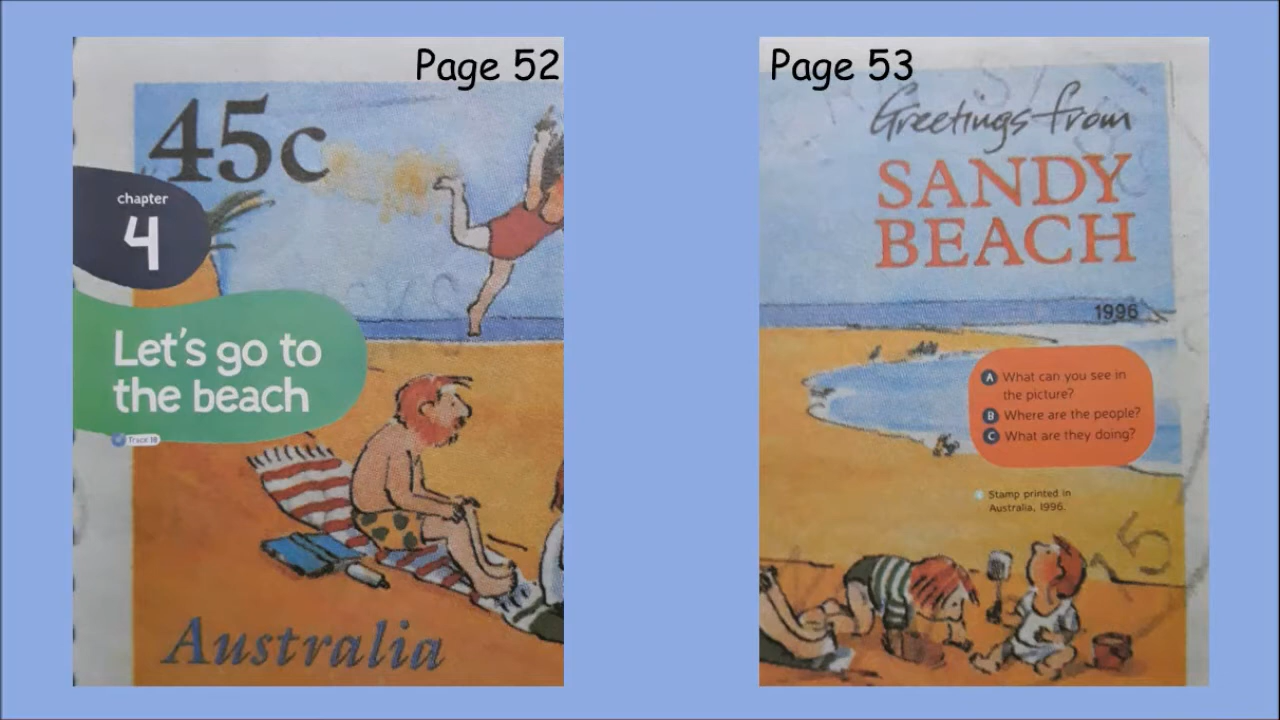 Page 52
45c
chapter
4
Let's go to
the beach
Track 18
Australia
Page 53
Greetings from
SANDY
BEACH
1996
A What can you see in
the picture?
B Where are the people?
C What are they doing?
Stamp printed in
Australia, 1996.